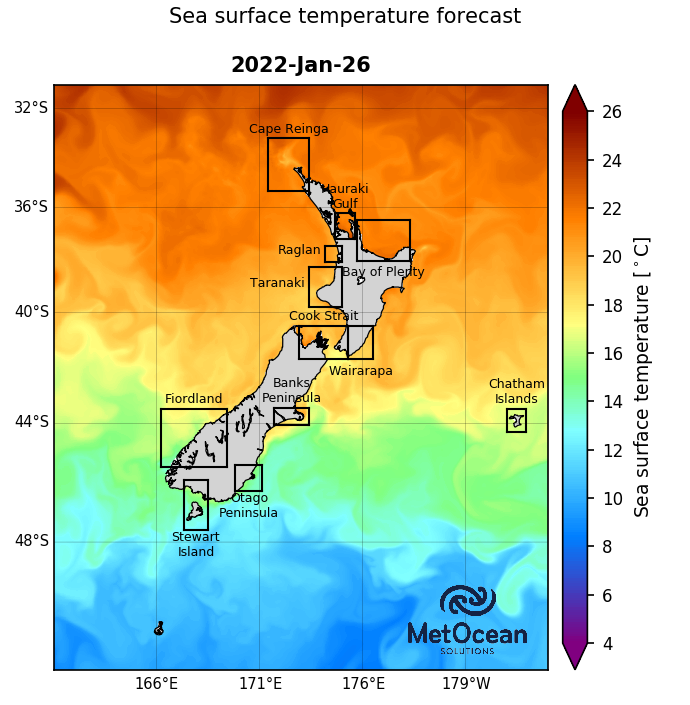 Sea surface temperature forecast
2022-Jan-26
32°S
36°S
40°S
44°S
48°S
Cape Reinga
Hauraki
Gulf
Raglan
Bay of Plenty
Taranaki
Cook Strait
Wairarapa
Banks
Peninsula
Chatham
Islands
Fiordland
Otago
Peninsula
Stewart
Island
MetOcean
SOLUTIONS
166°E
171°E
176°E
179°W
26
24
22
20
18
16
14
12
10
8
6
4
Sea surface temperature [°C]